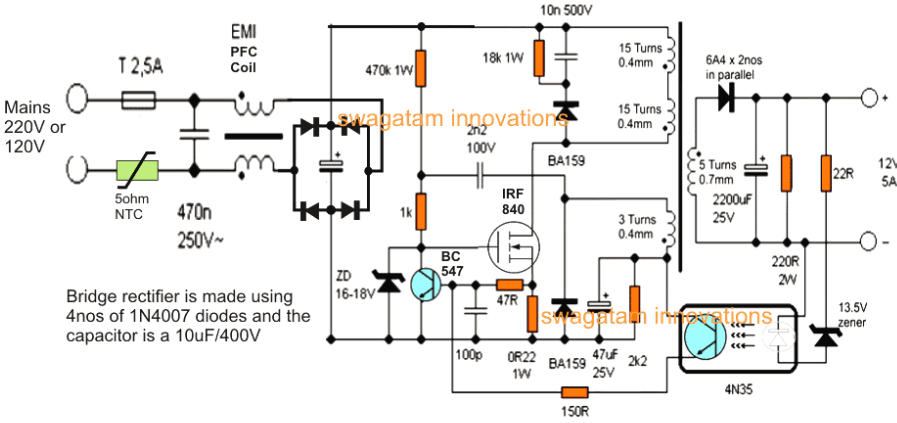 10n 500V
EMI
PFC
Coil
T 2,5A
470k 1W
18k 1W
15 Turns
0.4mm
6A4 x 2nos
in parallel
Mains
220V or
120V
swagatam innovations
2n2
100V
15 Turns
0.4mm
+
+
BA159
5 Turns
0.7mm
+
22R
12V
5A
5ohm
NTC
470n
250V~
1k
IRF
840
3 Turns
0.4mm
2200uF
25V
−
BC
547
220R
2W
ZD
16-18V
47R
+
13.5V
zener
Bridge rectifier is made using
4nos of 1N4007 diodes and the
capacitor is a 10uF/400V
swagatam innovations
100p
0R22
1W
BA159
47uF
25V
2k2
4N35
150R